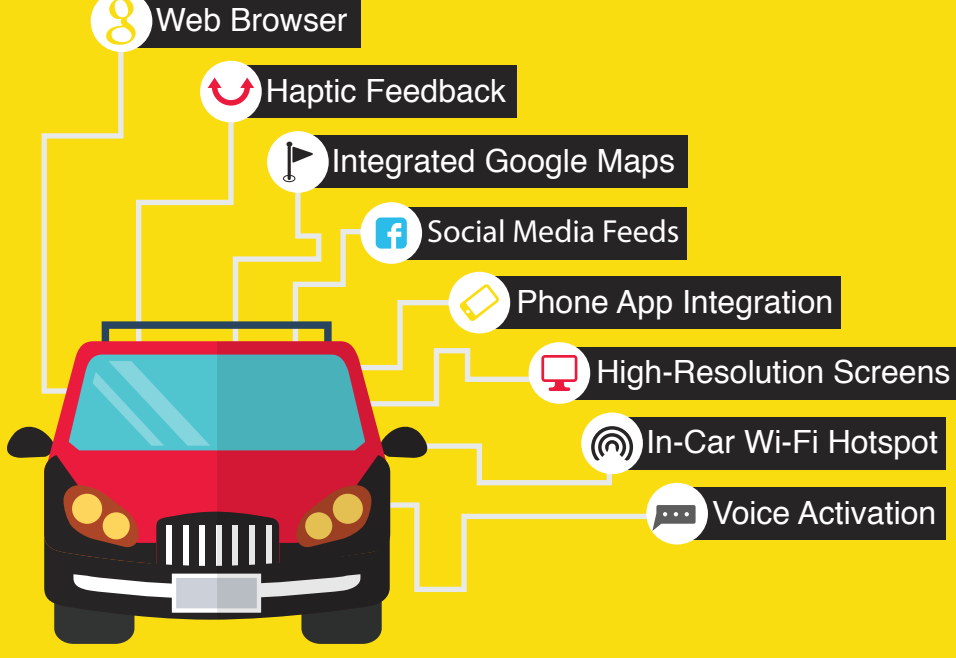 Web Browser
Haptic Feedback
Integrated Google Maps
Social Media Feeds
Phone App Integration
High-Resolution Screens
In-Car Wi-Fi Hotspot
Voice Activation